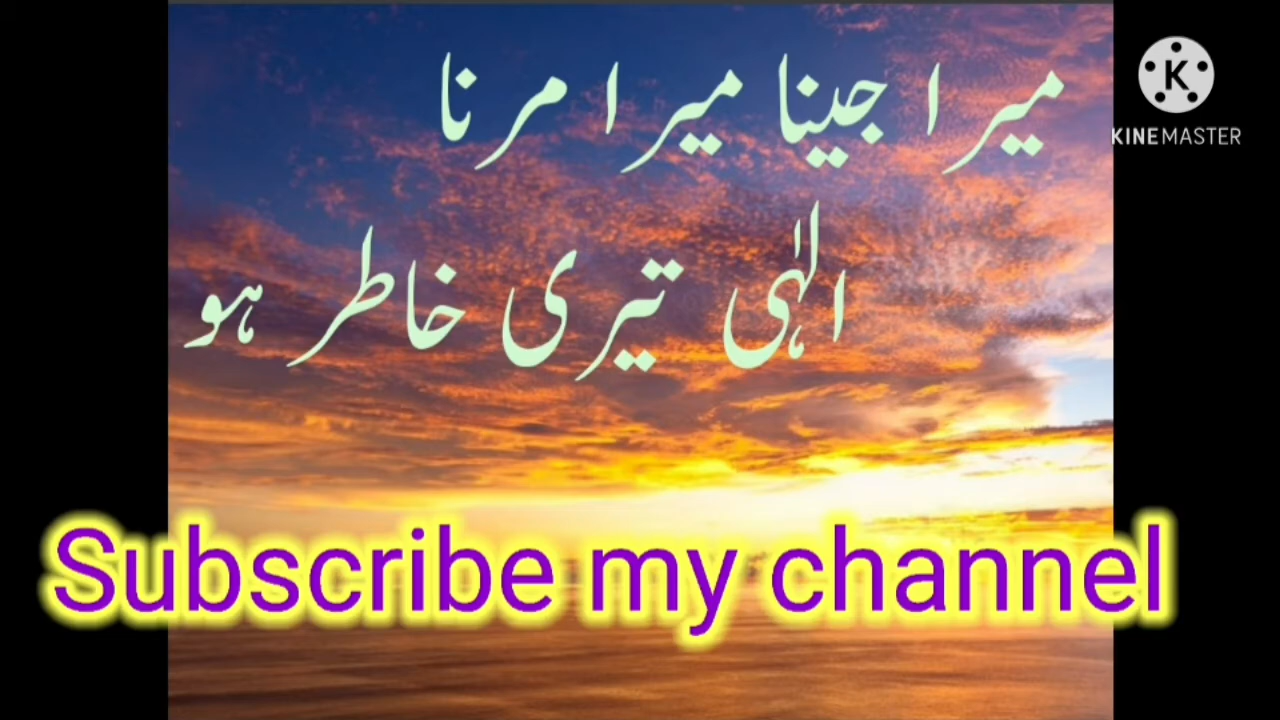 میرا جینا میرا مرنا
الٰہی تیری خاطر ہو
K
KINEMASTER
Subscribe my channel